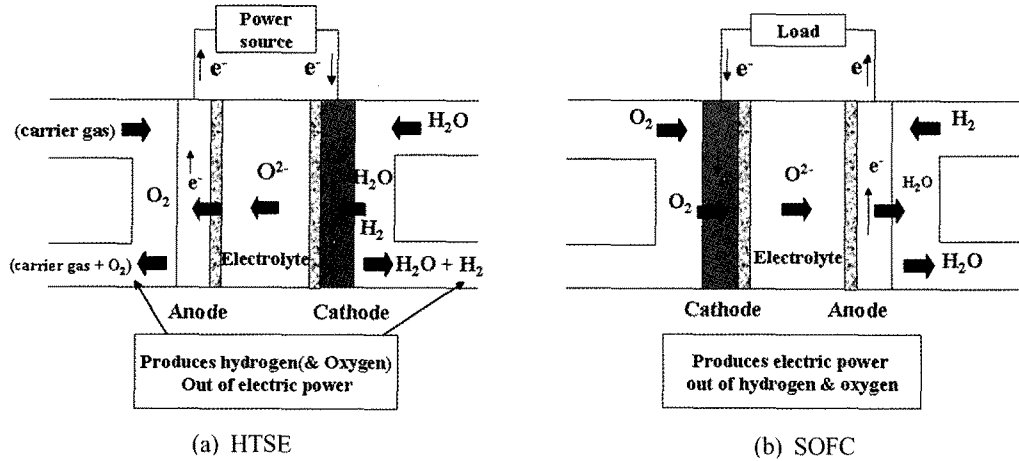 Power
source
e⁻
e⁻
(carrier gas)
H₂O
e⁻
O²⁻
H₂O
O₂
H₂
(carrier gas + O₂)
Electrolyte
H₂O + H₂
Anode
Cathode
Produces hydrogen(& Oxygen)
Out of electric power
(a) HTSE
Load
e⁻
e⁻
O₂
H₂
O²⁻
e⁻
H₂O
O₂
Electrolyte
H₂O
Cathode
Anode
Produces electric power
out of hydrogen & oxygen
(b) SOFC